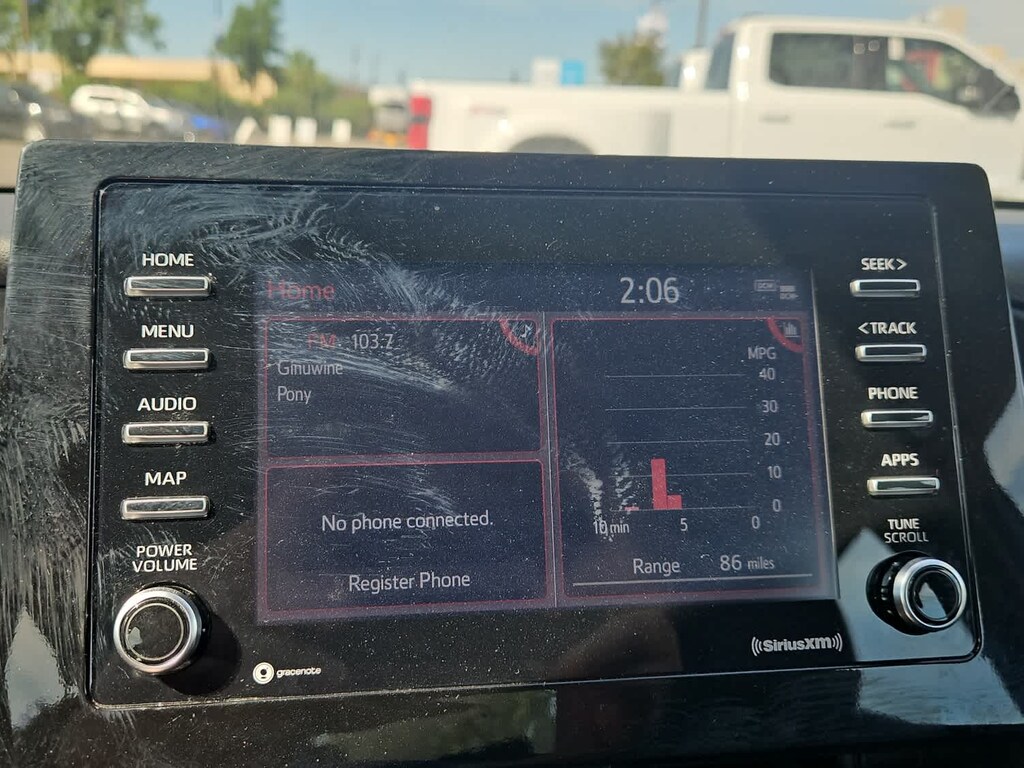 HOME
MENU
AUDIO
MAP
POWER
VOLUME
Home
2:06
DCM
FM 103.7
Ginuwine
Pony
No phone connected.
Register Phone
MPG
40
30
20
10
0
10 min 5 0
Range 86 miles
SEEK>
<TRACK
PHONE
APPS
TUNE
SCROLL
gracenote
((SiriusXM))